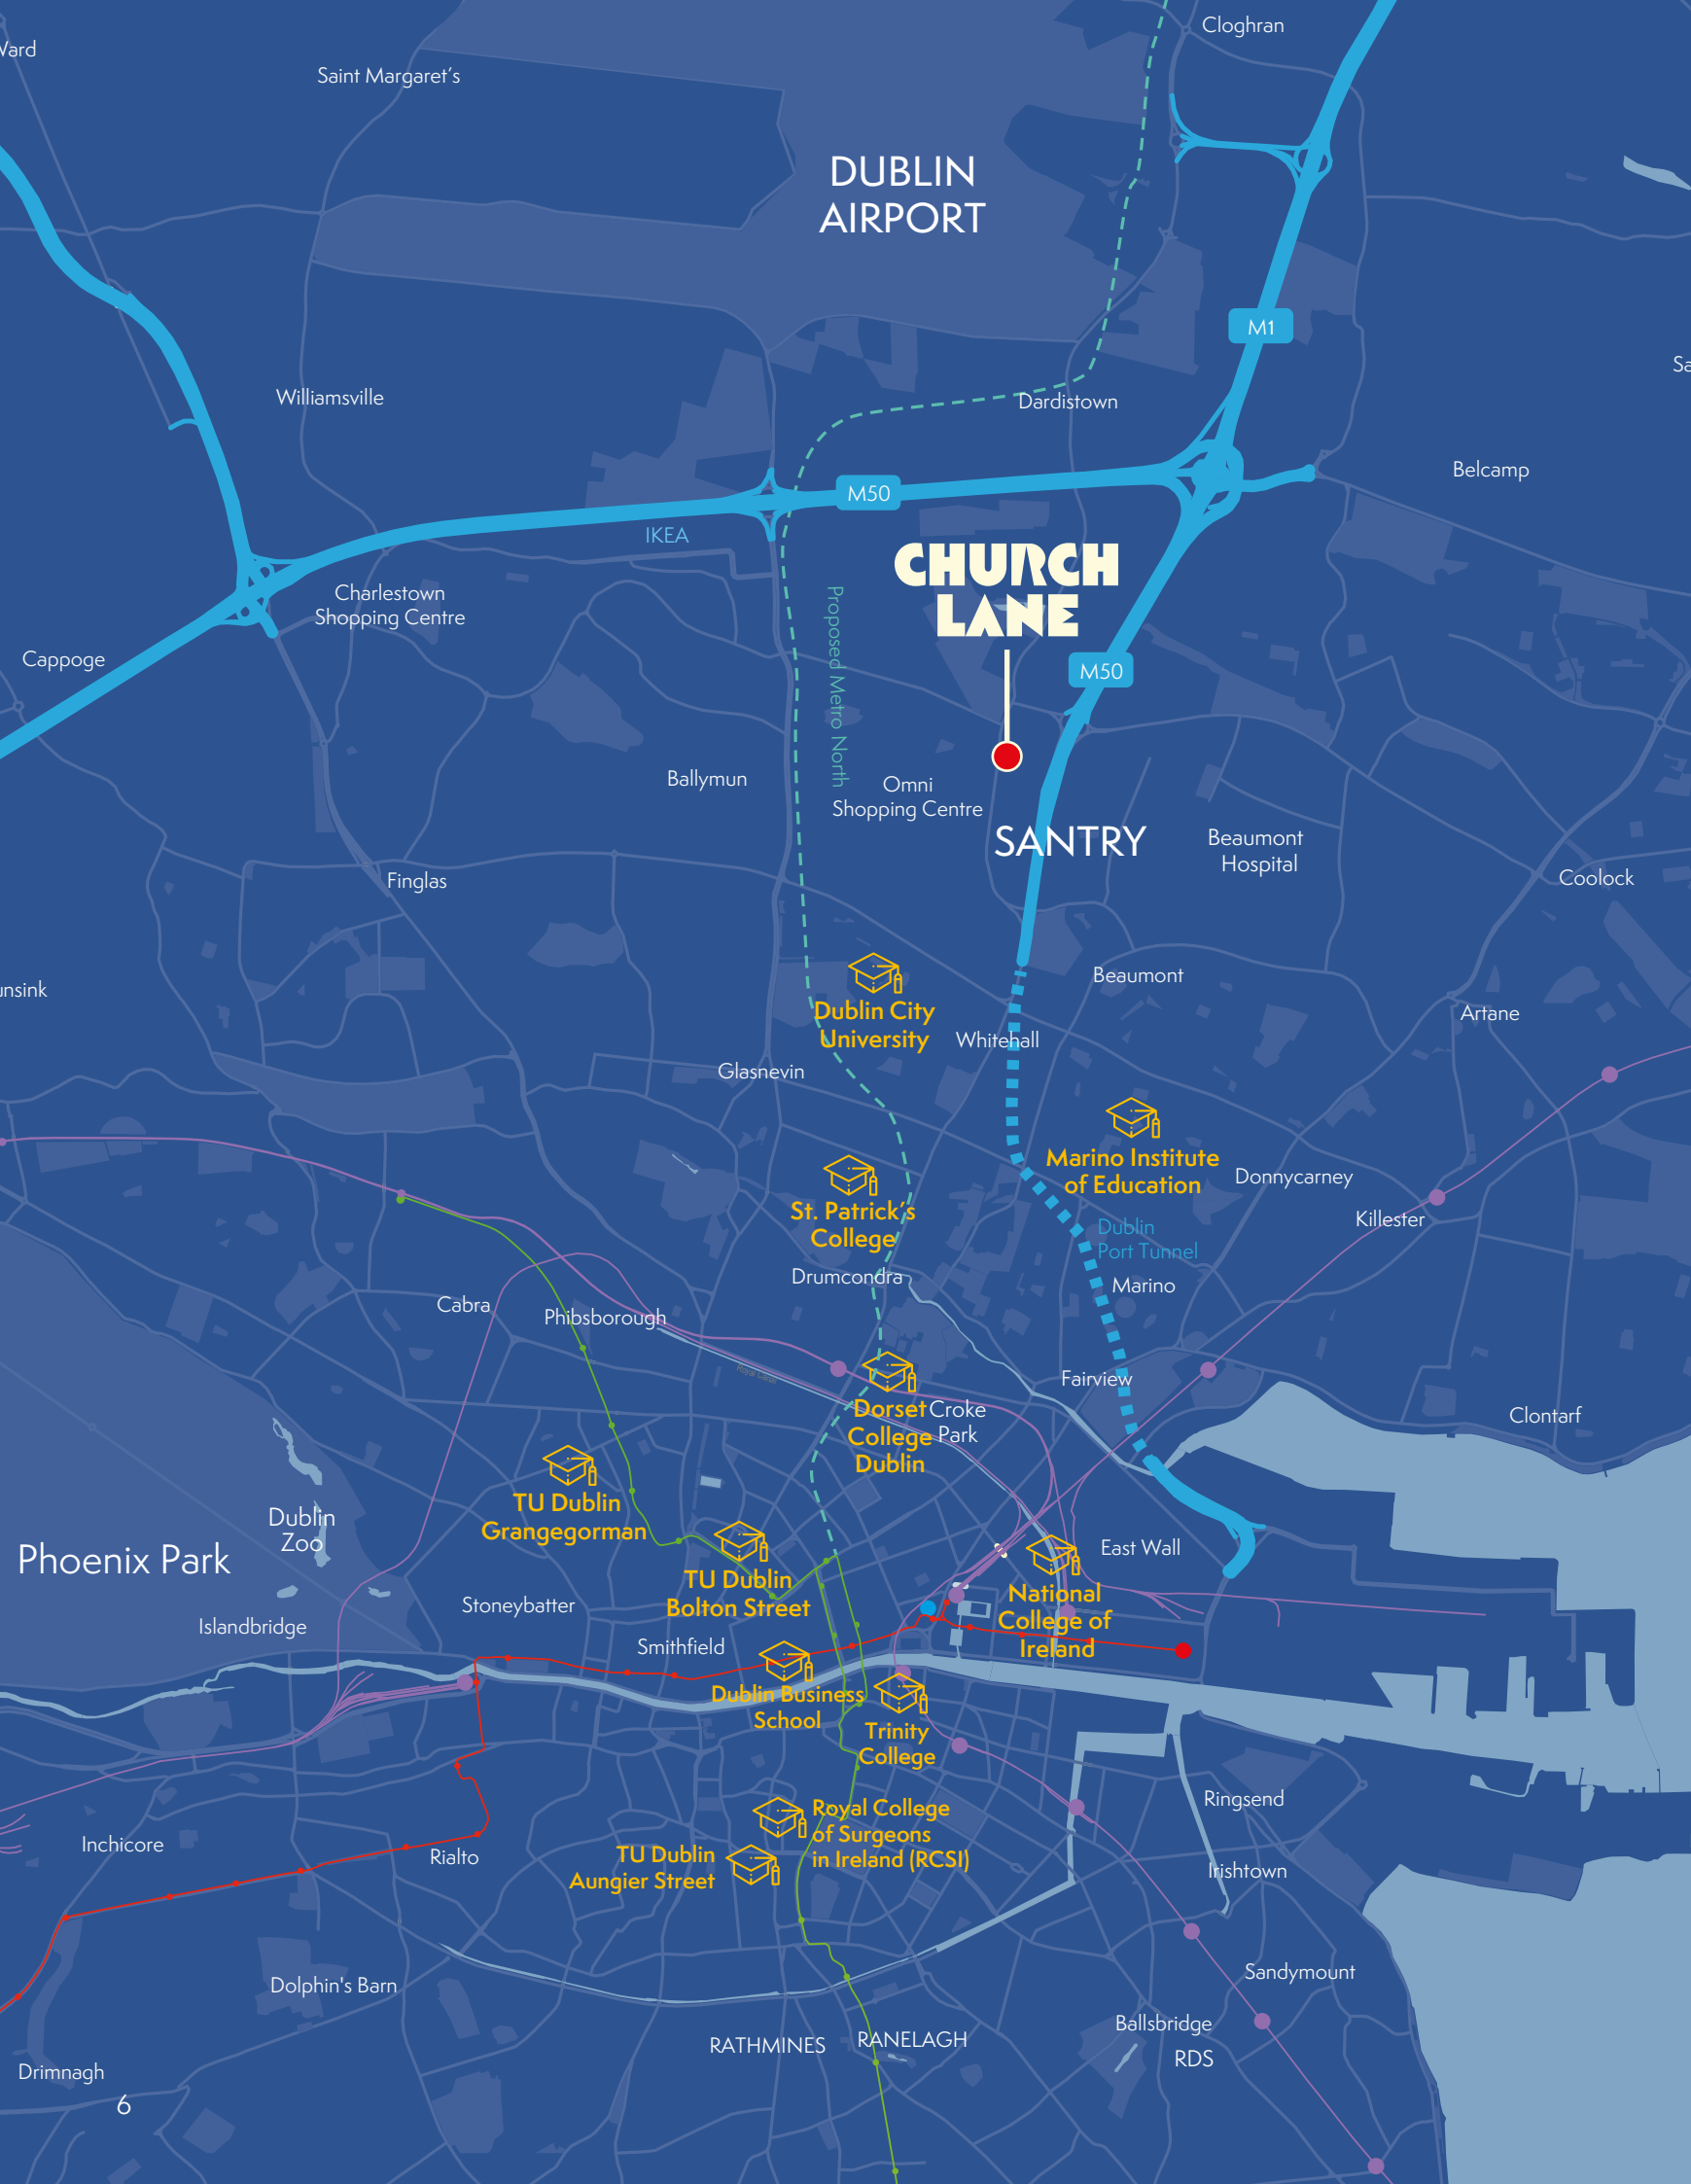 Cloghran
Saint Margaret's
DUBLIN
AIRPORT
M1
Williamsville
Dardistown
Belcamp
M50
IKEA
CHURCH
LANE
Charlestown
Shopping Centre
Proposed Metro North
Cappoge
M50
Ballymun
Omni
Shopping Centre
SANTRY
Beaumont
Hospital
Finglas
Coolock
Beaumont
Dublin City
University
Whitehall
Artane
Glasnevin
Marino Institute
of Education
Donnycarney
St. Patrick's
College
Killester
Dublin
Port Tunnel
Drumcondra
Marino
Cabra
Phibsborough
Royal Canal
Fairview
Dorset
College
Dublin
Croke
Park
Clontarf
TU Dublin
Grangegorman
Dublin
Zoo
Phoenix Park
East Wall
TU Dublin
Bolton Street
National
College of
Ireland
Stoneybatter
Islandbridge
Smithfield
Dublin Business
School
Trinity
College
Ringsend
Royal College
of Surgeons
in Ireland (RCSI)
Inchicore
Rialto
TU Dublin
Aungier Street
Irishtown
Sandymount
Dolphin's Barn
Ballsbridge
RATHMINES
RANELAGH
RDS
Drimnagh
6